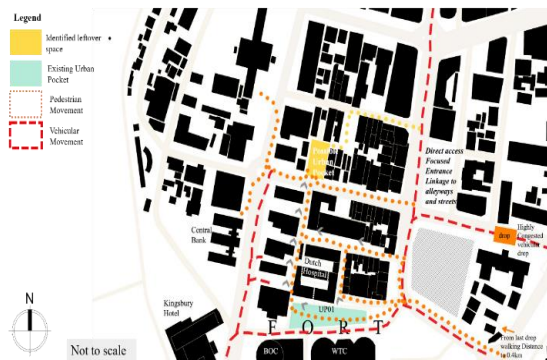 Legend
Identified leftover
space
Existing Urban
Pocket
Pedestrian
Movement
Vehicular
Movement
Direct access
Focused
Entrance
Linkage to
alleyways
and streets
Urban
Pocket
drop
Highly
Congested
vehicular
drop
Central
Bank
Dutch
Hospital
UP01
Kingsbury
Hotel
F O R T
N
Not to scale
BOC
WTC
From last drop
walking Distance
is 0.4km